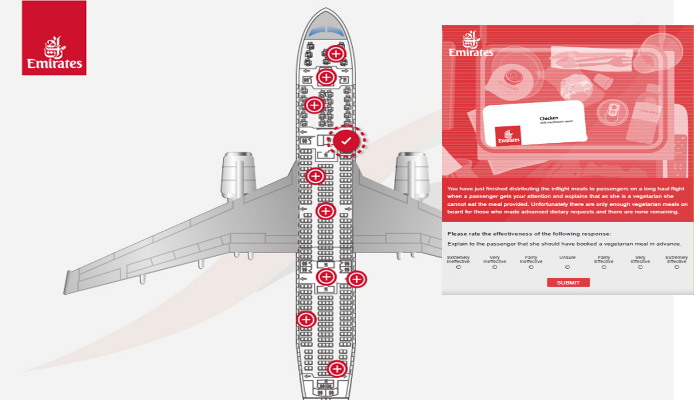 Emirates
Emirates
Chicken
Emirates
You have just finished distributing the inflight meals to passengers on a long haul flight
when a passenger gets your attention and explains that as she is a vegetarian she
cannot eat the meal provided. Unfortunately there are only enough vegetarian meals on
board for those who made advanced dietary requests and there are none remaining.
Please rate the effectiveness of the following response:
Explain to the passenger that she should have booked a vegetarian meal in advance.
Extremely Ineffective
Very Ineffective
Fairly Ineffective
Unsure
Fairly Effective
Very Effective
Extremely Effective
SUBMIT